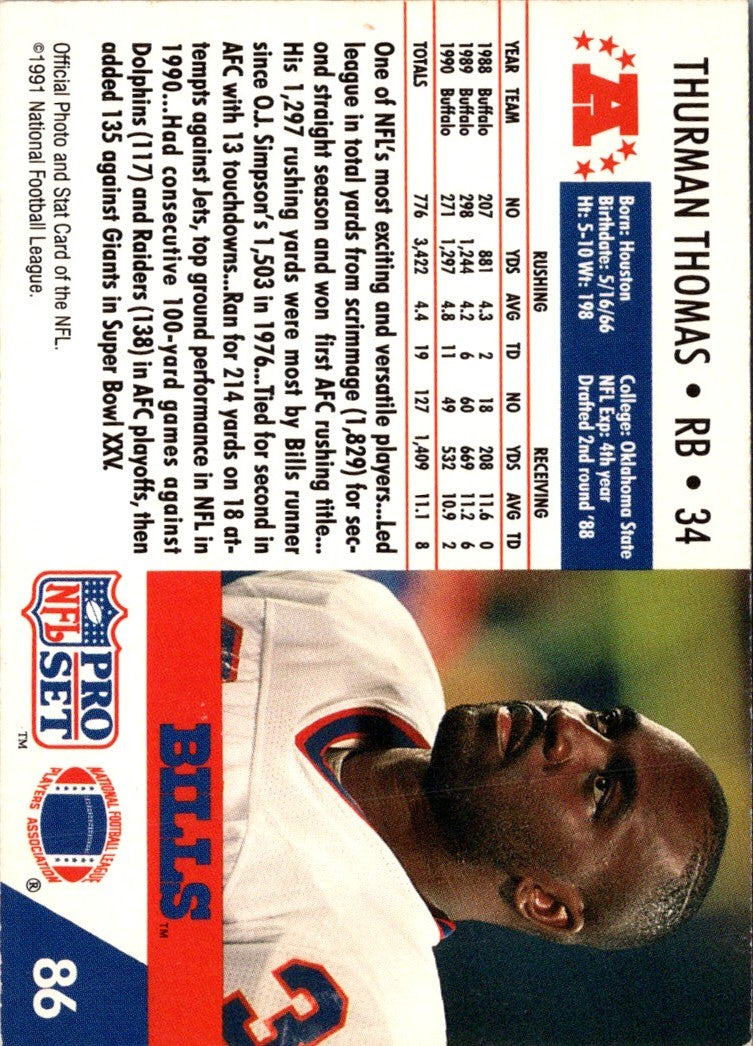 THURMAN THOMAS • RB • 34
A
Born: Houston
Birthdate: 5/16/66
Ht: 5-10 Wt: 198
College: Oklahoma State
NFL Exp: 4th year
Drafted 2nd round '88
RUSHING RECEIVING
YEAR TEAM NO YDS AVG TD NO YDS AVG TD
1988 Buffalo 207 881 4.3 2 18 208 11.6 0
1989 Buffalo 298 1,244 4.2 6 60 669 11.2 6
1990 Buffalo 271 1,297 4.8 11 49 532 10.9 2
TOTALS 776 3,422 4.4 19 127 1,409 11.1 8
One of NFL's most exciting and versatile players...Led
league in total yards from scrimmage (1,829) for sec-
ond straight season and won first AFC rushing title...
His 1,297 rushing yards were most by Bills runner
since O.J. Simpson's 1,503 in 1976...Tied for second in
AFC with 13 touchdowns...Ran for 214 yards on 18 at-
tempts against Jets, top ground performance in NFL in
1990...Had consecutive 100-yard games against
Dolphins (117) and Raiders (138) in AFC playoffs, then
added 135 against Giants in Super Bowl XXV.
Official Photo and Stat Card of the NFL.
©1991 National Football League.
3
BILLS™
NFL
PRO
SET
™
NATIONAL FOOTBALL LEAGUE
PLAYERS ASSOCIATION
®
86